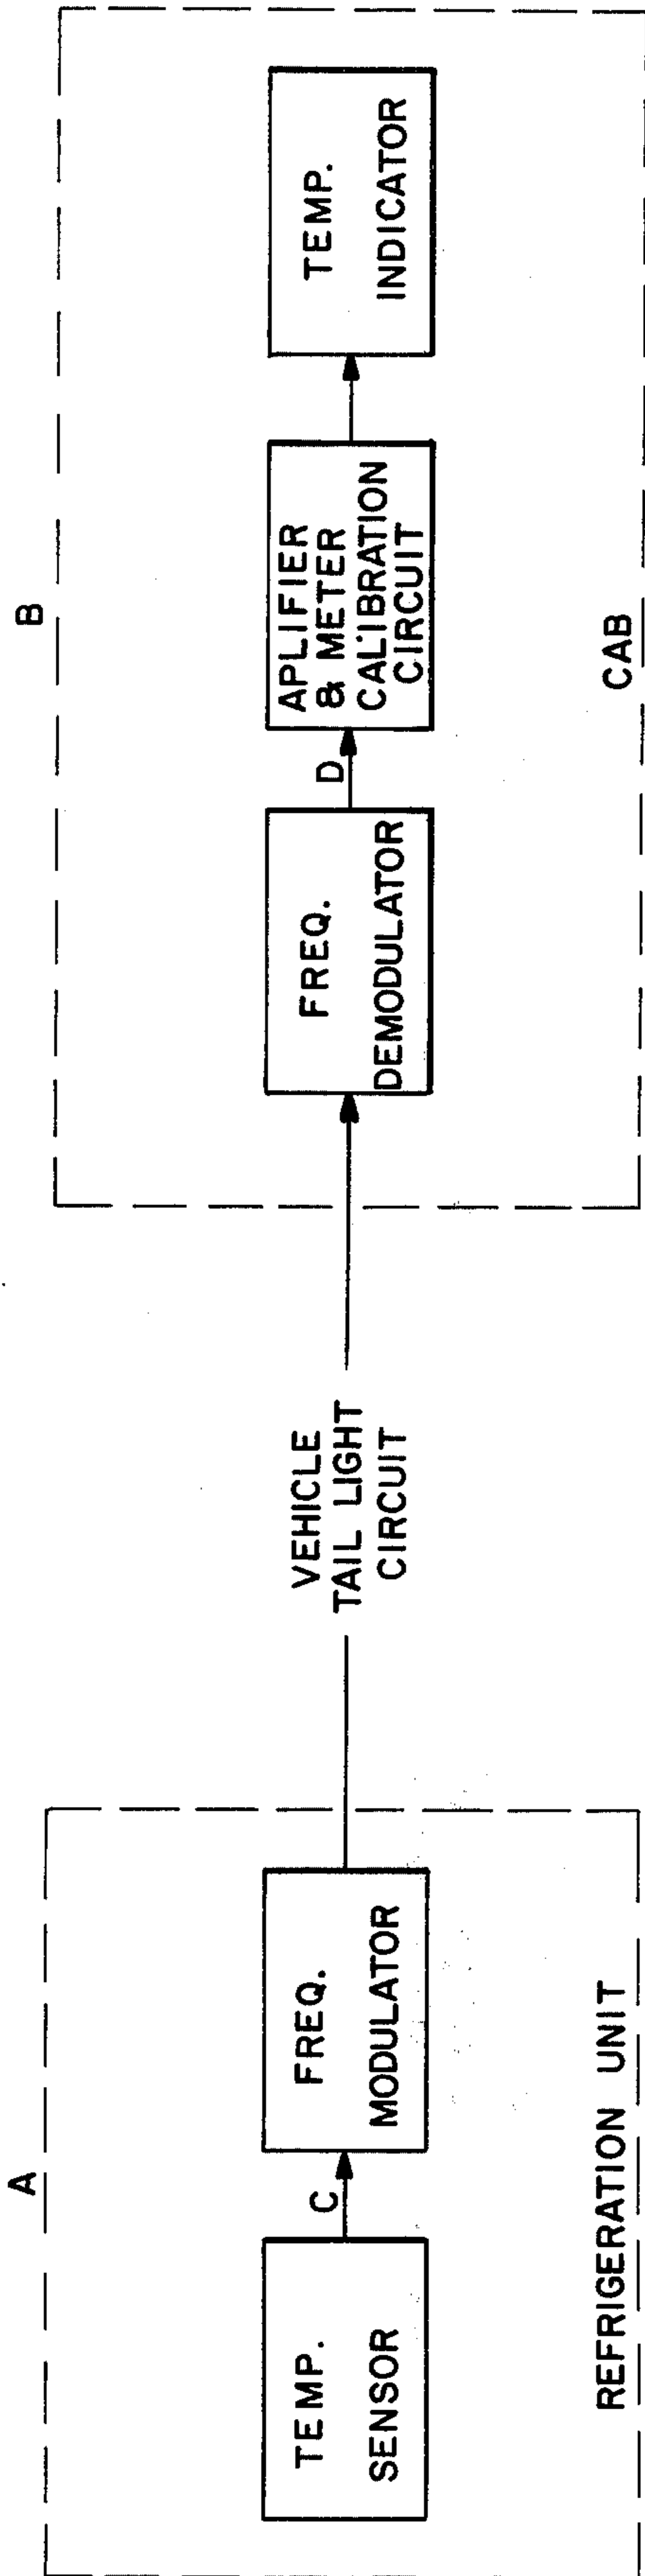 A
TEMP.
SENSOR
C
FREQ.
MODULATOR
REFRIGERATION UNIT
VEHICLE
TAIL LIGHT
CIRCUIT
B
FREQ.
DEMODULATOR
D
APLIFIER
& METER
CALIBRATION
CIRCUIT
TEMP.
INDICATOR
CAB